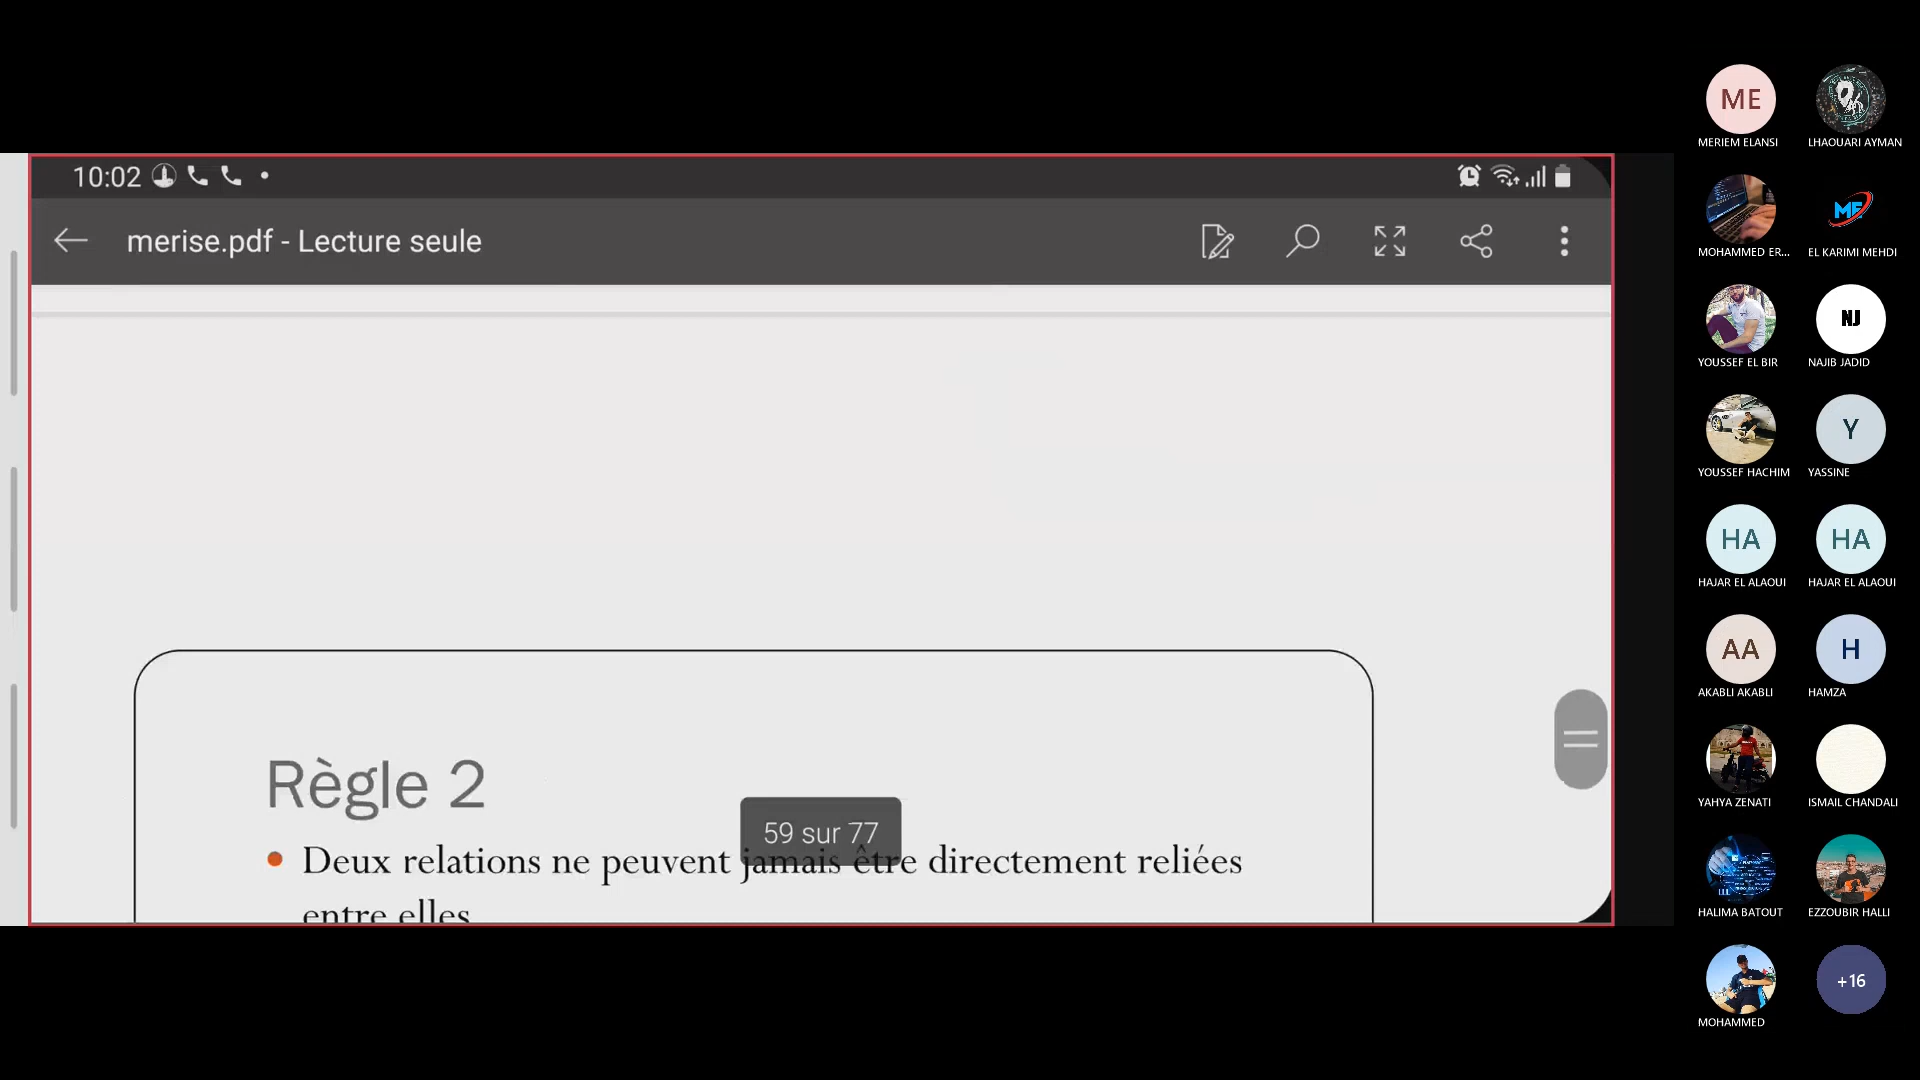 10:02
merise.pdf - Lecture seule
Règle 2
Deux relations ne peuvent jamais être directement reliées
entre elles
59 sur 77
ME
MERIEM ELANSI
LHAOUARI AYMAN
MOHAMMED ER...
ME
EL KARIMI MEHDI
YOUSSEF EL BIR
NJ
NAJIB JADID
YOUSSEF HACHIM
Y
YASSINE
HA
HAJAR EL ALAOUI
HA
HAJAR EL ALAOUI
AA
AKABLI AKABLI
H
HAMZA
YAHYA ZENATI
ISMAIL CHANDALI
HALIMA BATOUT
EZZOUBIR HALLI
MOHAMMED
+16